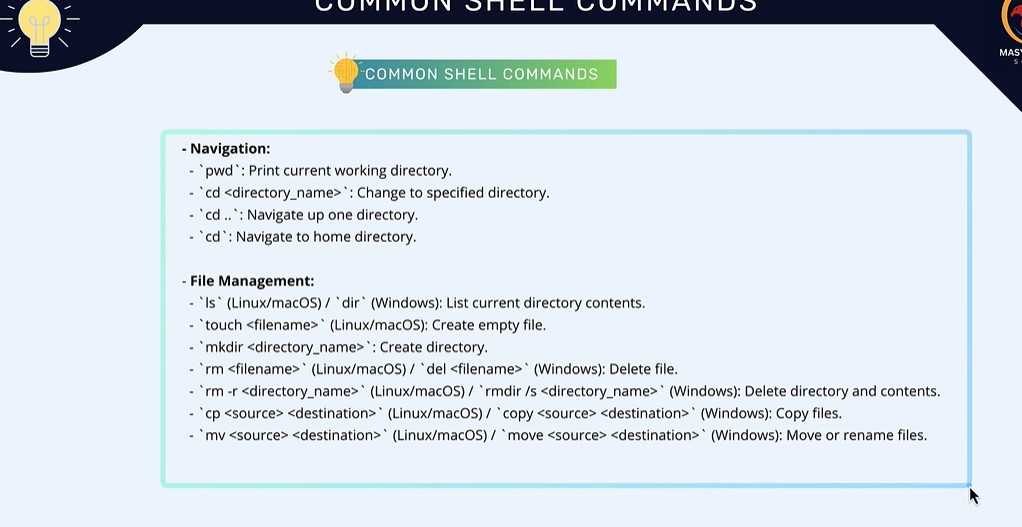 COMMON SHELL COMMANDS
COMMON SHELL COMMANDS
- Navigation:
- `pwd`: Print current working directory.
- `cd <directory_name>`: Change to specified directory.
- `cd ..`: Navigate up one directory.
- `cd`: Navigate to home directory.
- File Management:
- `ls` (Linux/macOS) / `dir` (Windows): List current directory contents.
- `touch <filename>` (Linux/macOS): Create empty file.
- `mkdir <directory_name>`: Create directory.
- `rm <filename>` (Linux/macOS) / `del <filename>` (Windows): Delete file.
- `rm -r <directory_name>` (Linux/macOS) / `rmdir /s <directory_name>` (Windows): Delete directory and contents.
- `cp <source> <destination>` (Linux/macOS) / `copy <source> <destination>` (Windows): Copy files.
- `mv <source> <destination>` (Linux/macOS) / `move <source> <destination>` (Windows): Move or rename files.